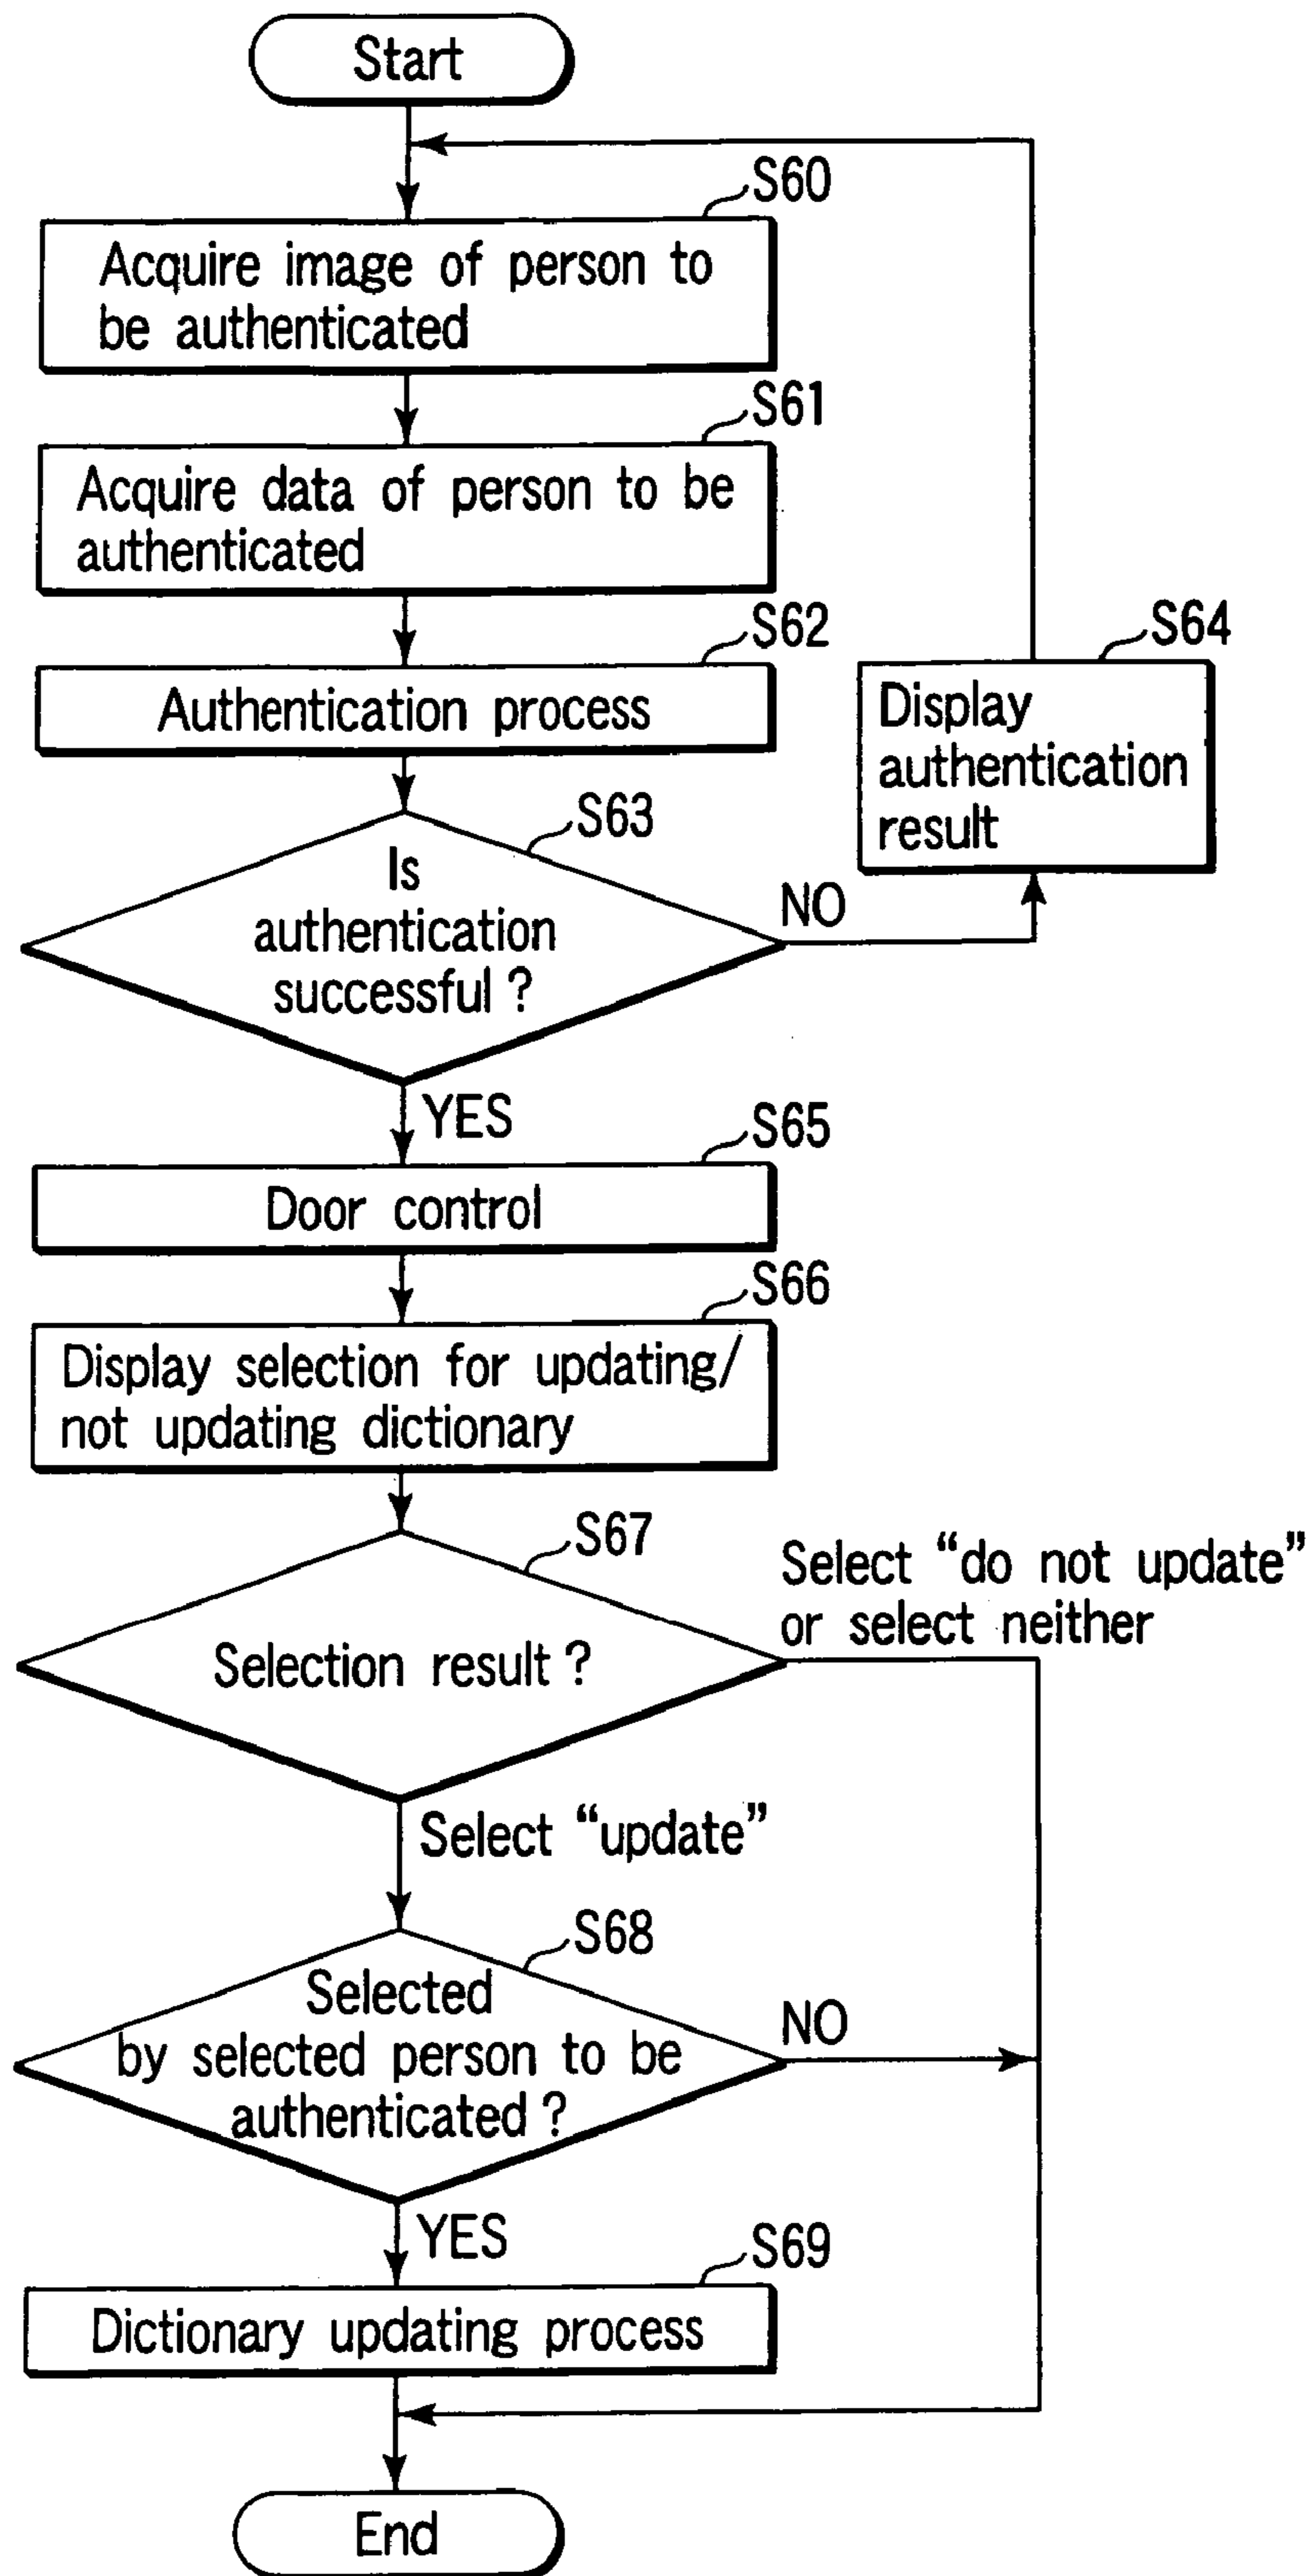 Start
S60
Acquire image of person to
be authenticated
S61
Acquire data of person to be
authenticated
S62
Authentication process
S64
Display
authentication
result
S63
Is
authentication
successful ?
NO
YES
S65
Door control
S66
Display selection for updating/
not updating dictionary
S67
Selection result ?
Select “do not update”
or select neither
Select “update”
S68
Selected
by selected person to be
authenticated ?
NO
YES
S69
Dictionary updating process
End